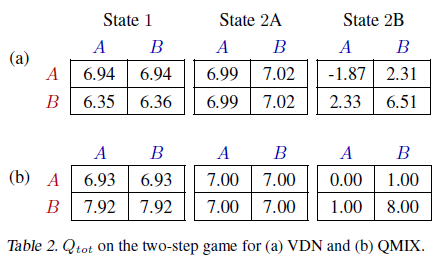 State 1 State 2A State 2B
(a)
A B A B A B
A 6.94 6.94 6.99 7.02 -1.87 2.31
B 6.35 6.36 6.99 7.02 2.33 6.51
A B A B A B
(b) A 6.93 6.93 7.00 7.00 0.00 1.00
B 7.92 7.92 7.00 7.00 1.00 8.00
Table 2. Qtot on the two-step game for (a) VDN and (b) QMIX.